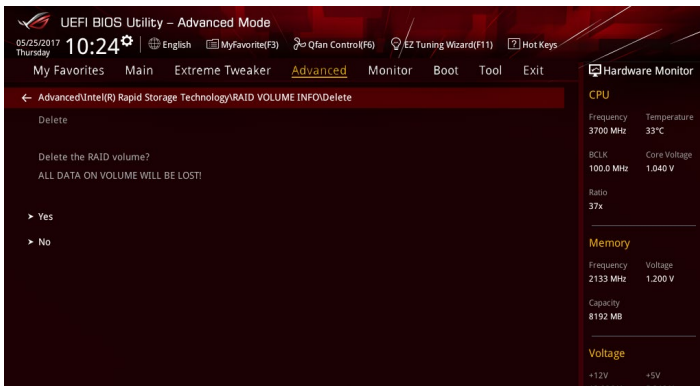 UEFI BIOS Utility – Advanced Mode
05/25/2017 Thursday 10:24 English MyFavorite(F3) Qfan Control(F6) EZ Tuning Wizard(F11) ? Hot Keys
My Favorites Main Extreme Tweaker Advanced Monitor Boot Tool Exit
Advanced\Intel(R) Rapid Storage Technology\RAID VOLUME INFO\Delete
Delete
Delete the RAID volume?
ALL DATA ON VOLUME WILL BE LOST!
Yes
No
Hardware Monitor
CPU
Frequency Temperature
3700 MHz 33°C
BCLK Core Voltage
100.0 MHz 1.040 V
Ratio
37x
Memory
Frequency Voltage
2133 MHz 1.200 V
Capacity
8192 MB
Voltage
+12V +5V